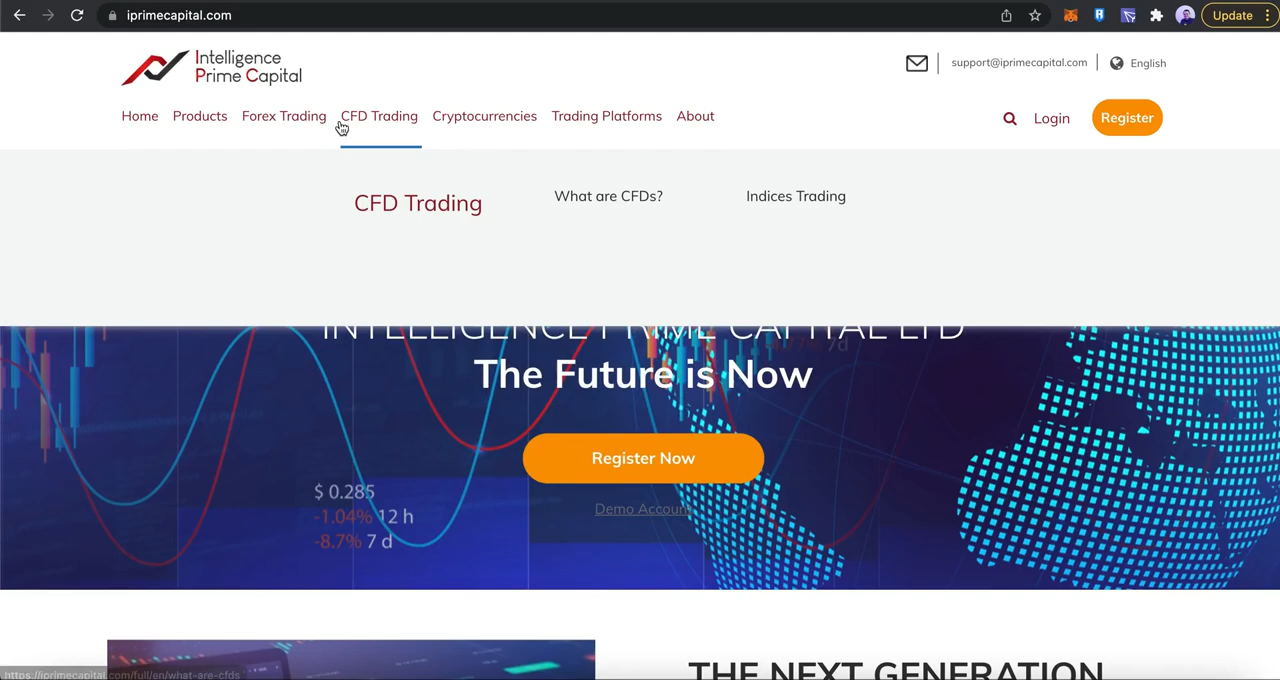 iprimecapital.com
Update
Intelligence
Prime Capital
support@iprimecapital.com
English
Home
Products
Forex Trading
CFD Trading
Cryptocurrencies
Trading Platforms
About
Login
Register
CFD Trading
What are CFDs?
Indices Trading
INTELLIGENCE PRIME CAPITAL LTD
The Future is Now
Register Now
Demo Account
$ 0.285
-1.04% 12 h
-8.7% 7 d
THE NEXT GENERATION
https://iprimecapital.com/full/en/what-are-cfds